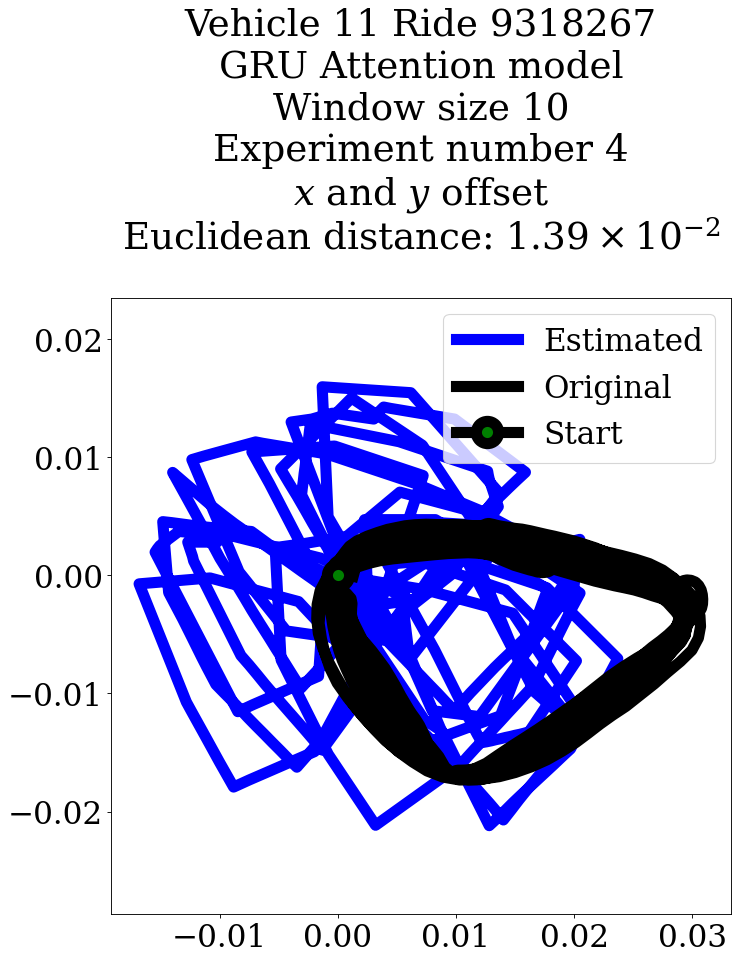 Vehicle 11 Ride 9318267
GRU Attention model
Window size 10
Experiment number 4
x and y offset
Euclidean distance: 1.39 × 10⁻²
Estimated
Original
Start
0.02
0.01
0.00
−0.01
−0.02
−0.01 0.00 0.01 0.02 0.03